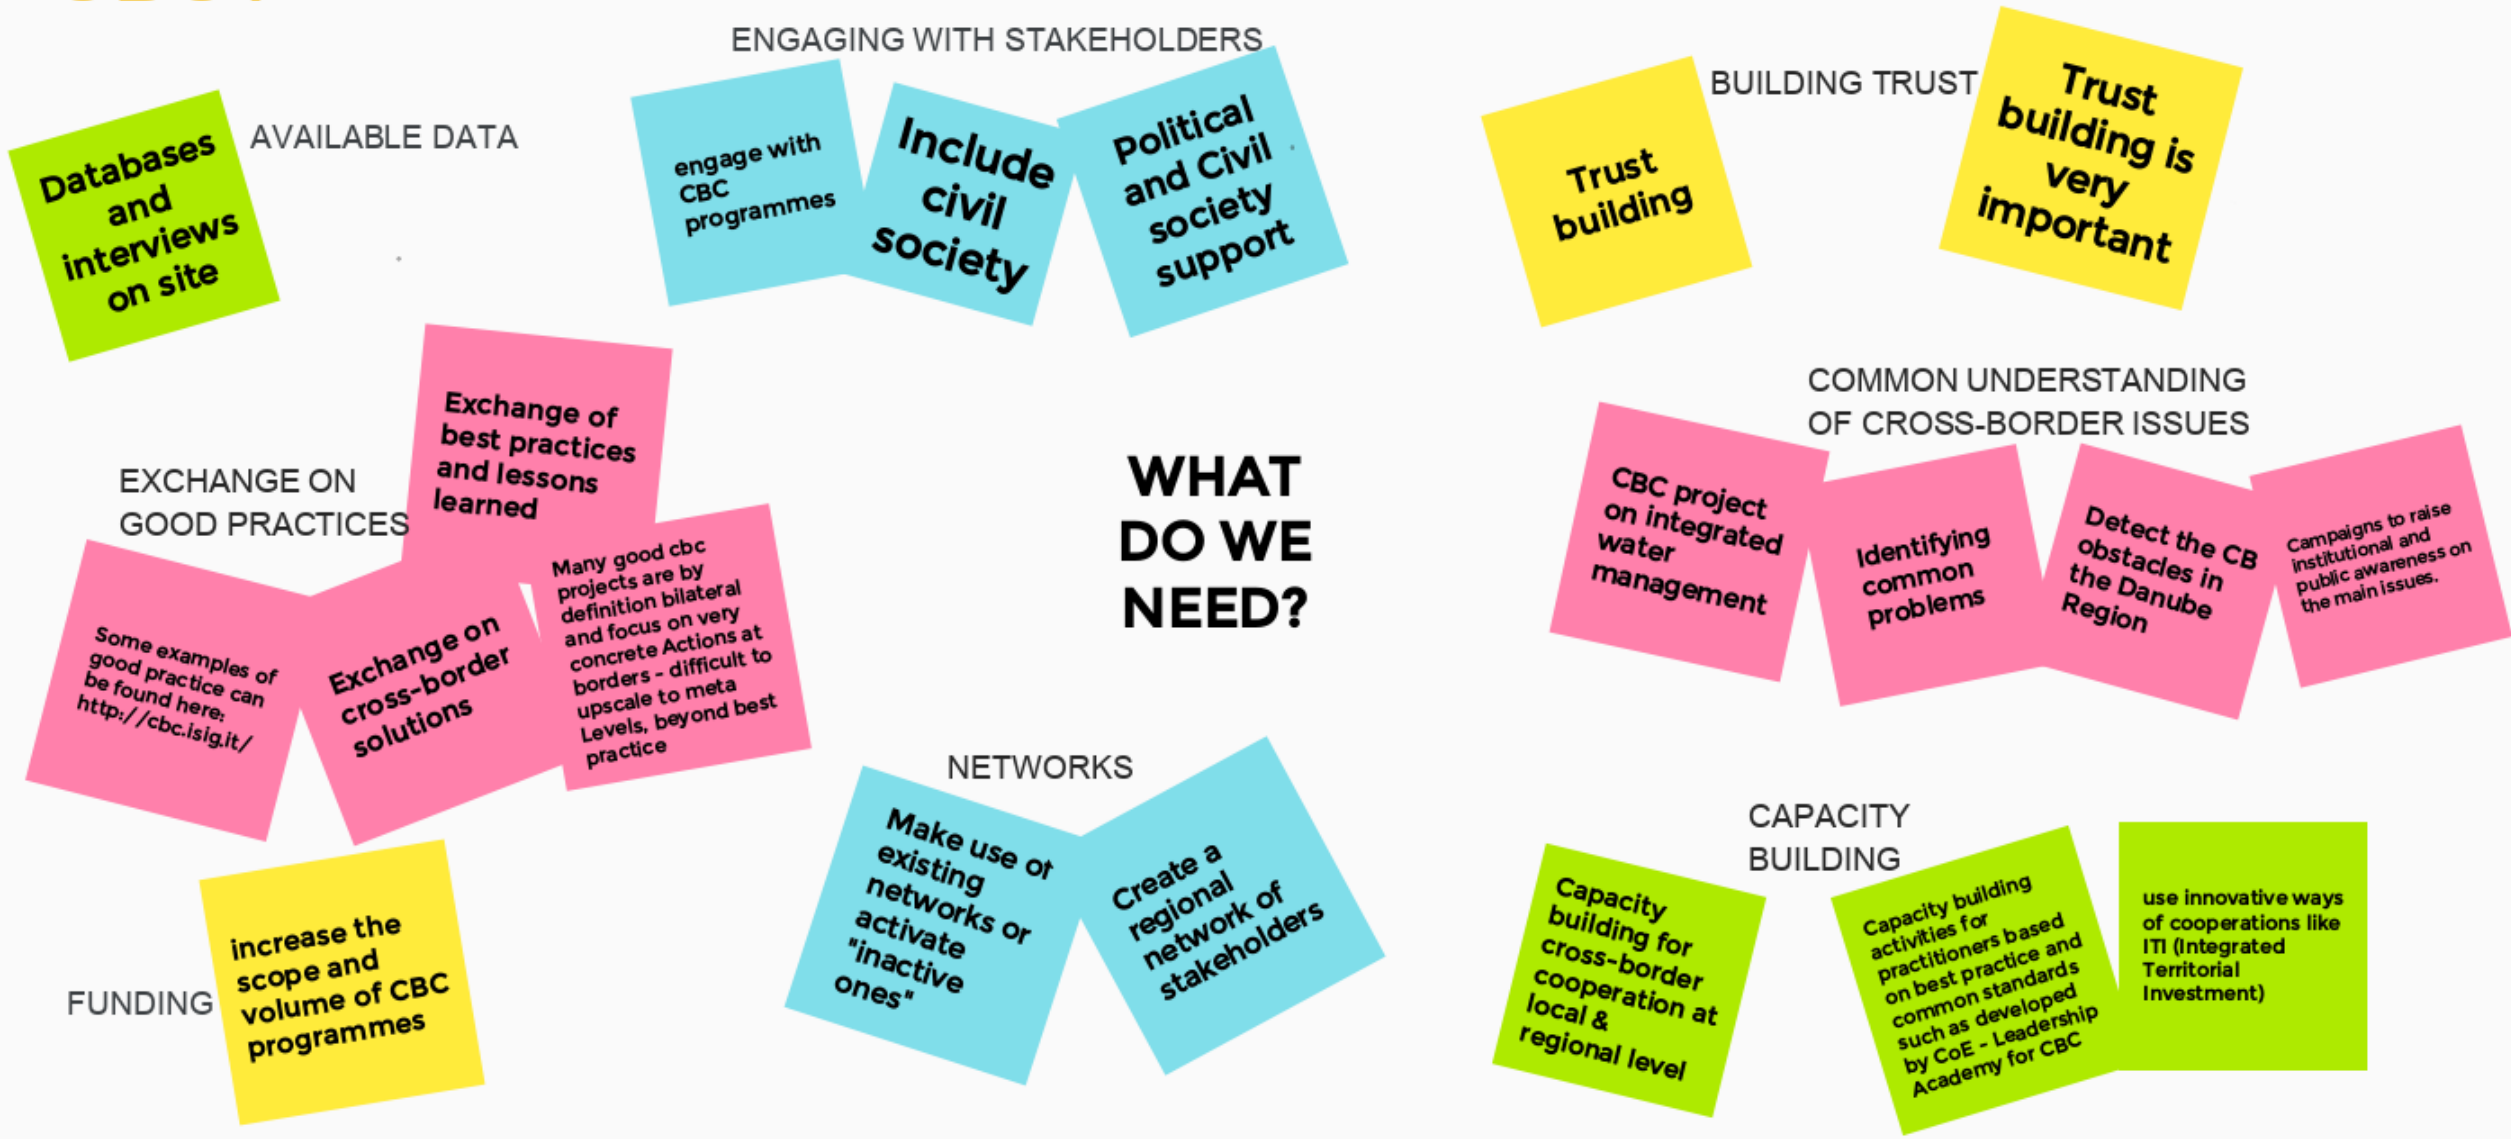 ENGAGING WITH STAKEHOLDERS
engage with
CBC
programmes
Include
civil
society
Political
and Civil
society
support
BUILDING TRUST
Trust
building
Trust
building is
very
important
AVAILABLE DATA
Databases
and
interviews
on site
EXCHANGE ON
GOOD PRACTICES
Exchange of
best practices
and lessons
learned
Some examples of
good practice can
be found here:
http://cbc.isig.it/
Exchange on
cross-border
solutions
Many good cbc
projects are by
definition bilateral
and focus on very
concrete Actions at
borders - difficult to
upscale to meta
Levels, beyond best
practice
WHAT
DO WE
NEED?
COMMON UNDERSTANDING
OF CROSS-BORDER ISSUES
CBC project
on integrated
water
management
Identifying
common
problems
Detect the CB
obstacles in
the Danube
Region
Campaigns to raise
institutional and
public awareness on
the main issues.
FUNDING
increase the
scope and
volume of CBC
programmes
NETWORKS
Make use of
existing
networks or
activate
"inactive
ones"
Create a
regional
network of
stakeholders
CAPACITY
BUILDING
Capacity
building for
cross-border
cooperation at
local &
regional level
Capacity building
activities for
practitioners based
on best practice and
common standards
such as developed
by CoE - Leadership
Academy for CBC
use innovative ways
of cooperations like
ITI (Integrated
Territorial
Investment)